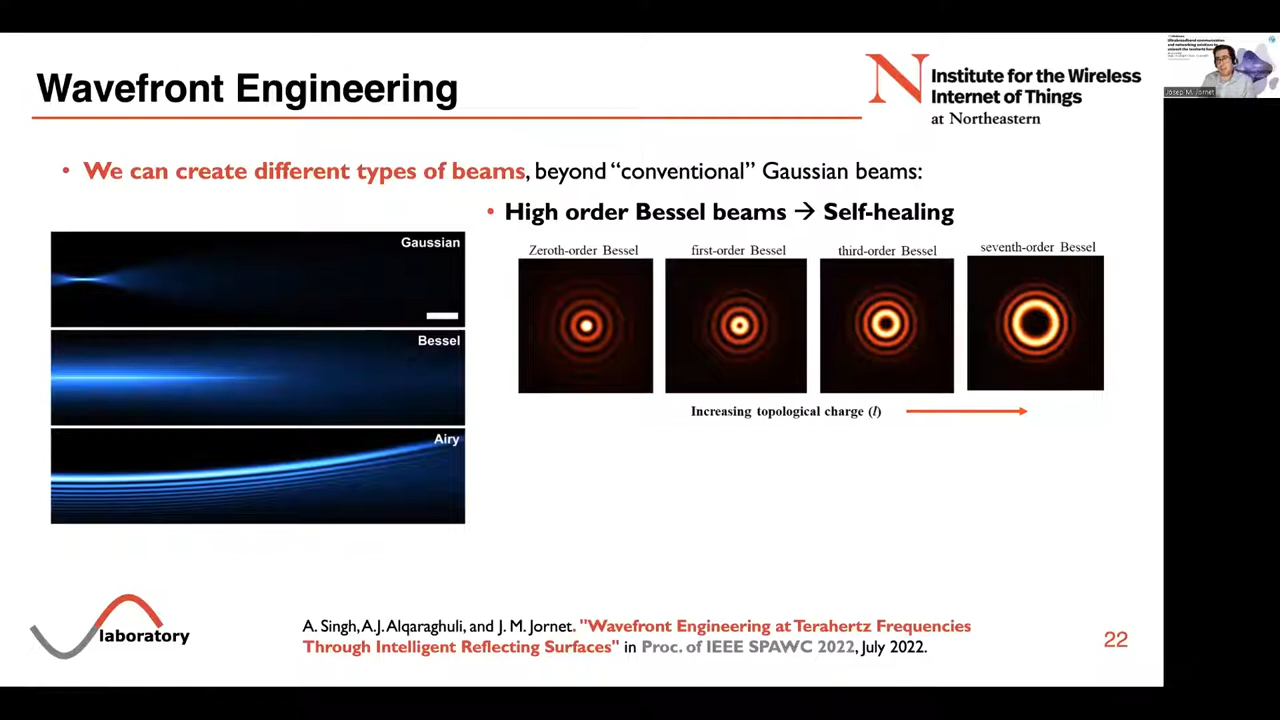 Wavefront Engineering
Institute for the Wireless
Internet of Things
at Northeastern
Josep M. Jornet
• We can create different types of beams, beyond “conventional” Gaussian beams:
• High order Bessel beams → Self-healing
Gaussian
Bessel
Airy
Zeroth-order Bessel
first-order Bessel
third-order Bessel
seventh-order Bessel
Increasing topological charge (l)
laboratory
A. Singh, A.J. Alqaraghuli, and J. M. Jornet. "Wavefront Engineering at Terahertz Frequencies
Through Intelligent Reflecting Surfaces" in Proc. of IEEE SPAWC 2022, July 2022.
22